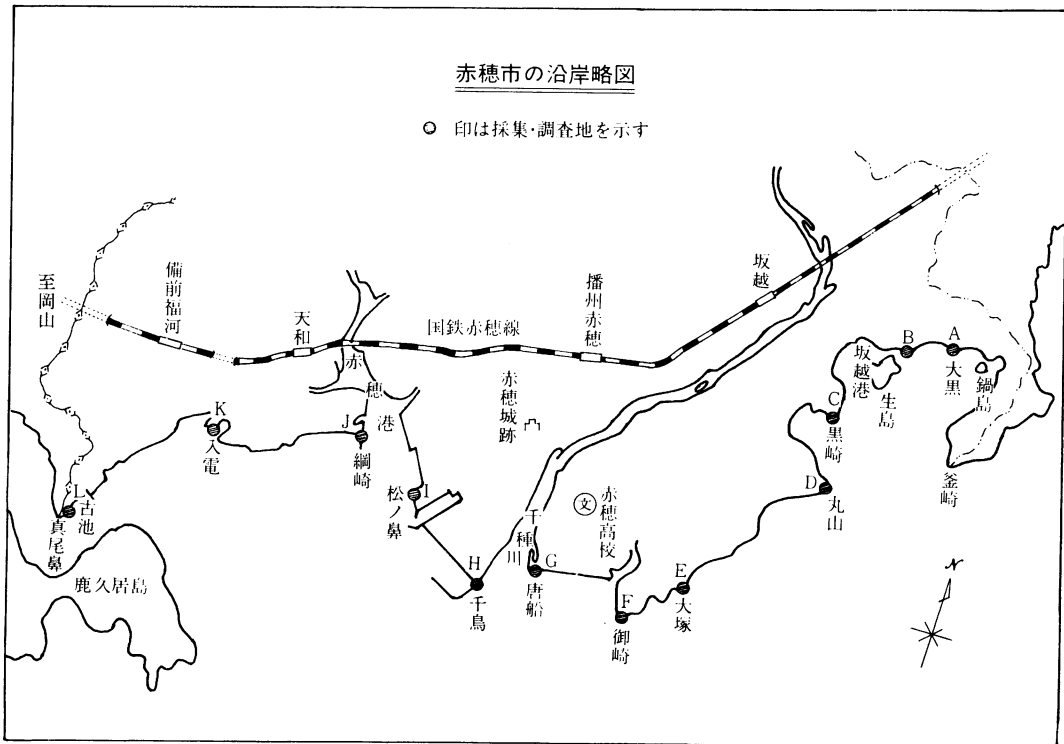 赤穂市の沿岸略図
印は採集・調査地を示す
至岡山
備前福河
天和
国鉄赤穂線
播州赤穂
坂越
赤穂港
赤穂城跡
千種川
文
赤穂高校
坂越港
生島
鍋島
釜崎
A
大黒
B
C
黒崎
D
丸山
E
大塚
F
御崎
G
唐船
H
千鳥
I
松ノ鼻
J
綱崎
K
入電
L
古池
真尾鼻
鹿久居島
N